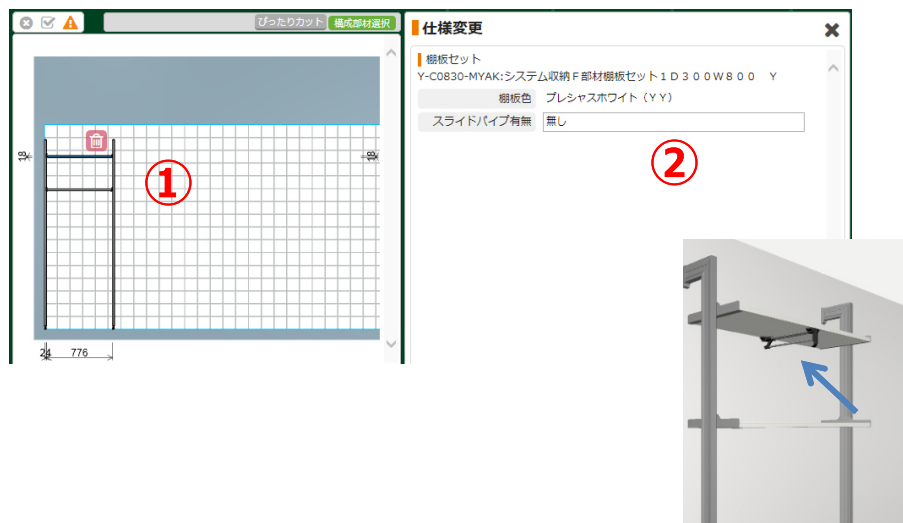 ぴったりカット 構成部材選択
18
18
①
24 776
仕様変更
棚板セット
Y-C0830-MYAK:システム収納Ｆ部材棚板セット１Ｄ３００Ｗ８００　Ｙ
棚板色 プレシャスホワイト（ＹＹ）
スライドパイプ有無 無し
②